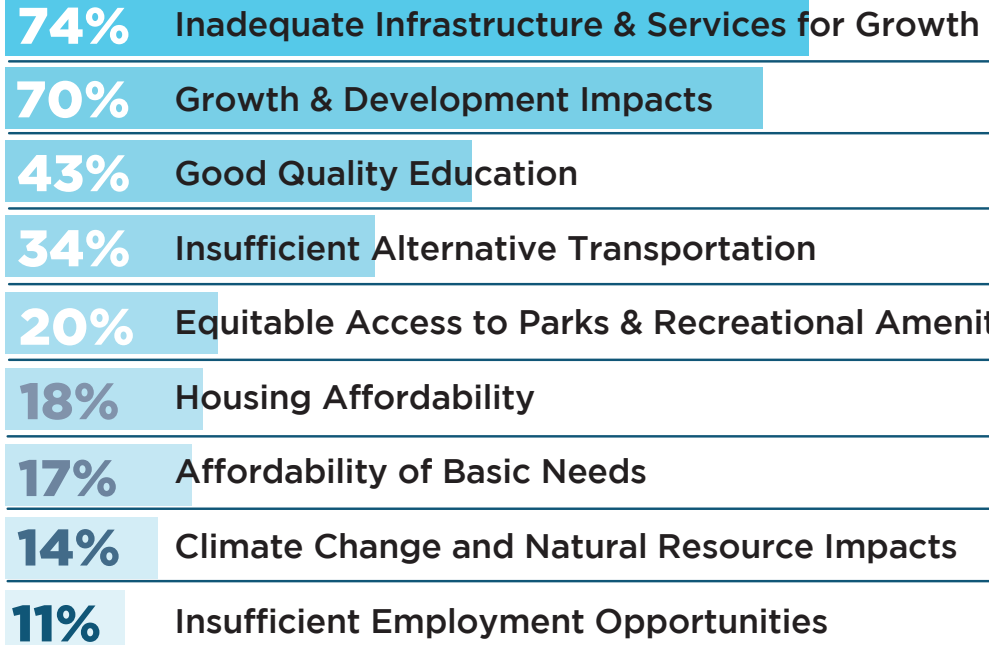 74% Inadequate Infrastructure & Services for Growth
70% Growth & Development Impacts
43% Good Quality Education
34% Insufficient Alternative Transportation
20% Equitable Access to Parks & Recreational Amenit
18% Housing Affordability
17% Affordability of Basic Needs
14% Climate Change and Natural Resource Impacts
11% Insufficient Employment Opportunities